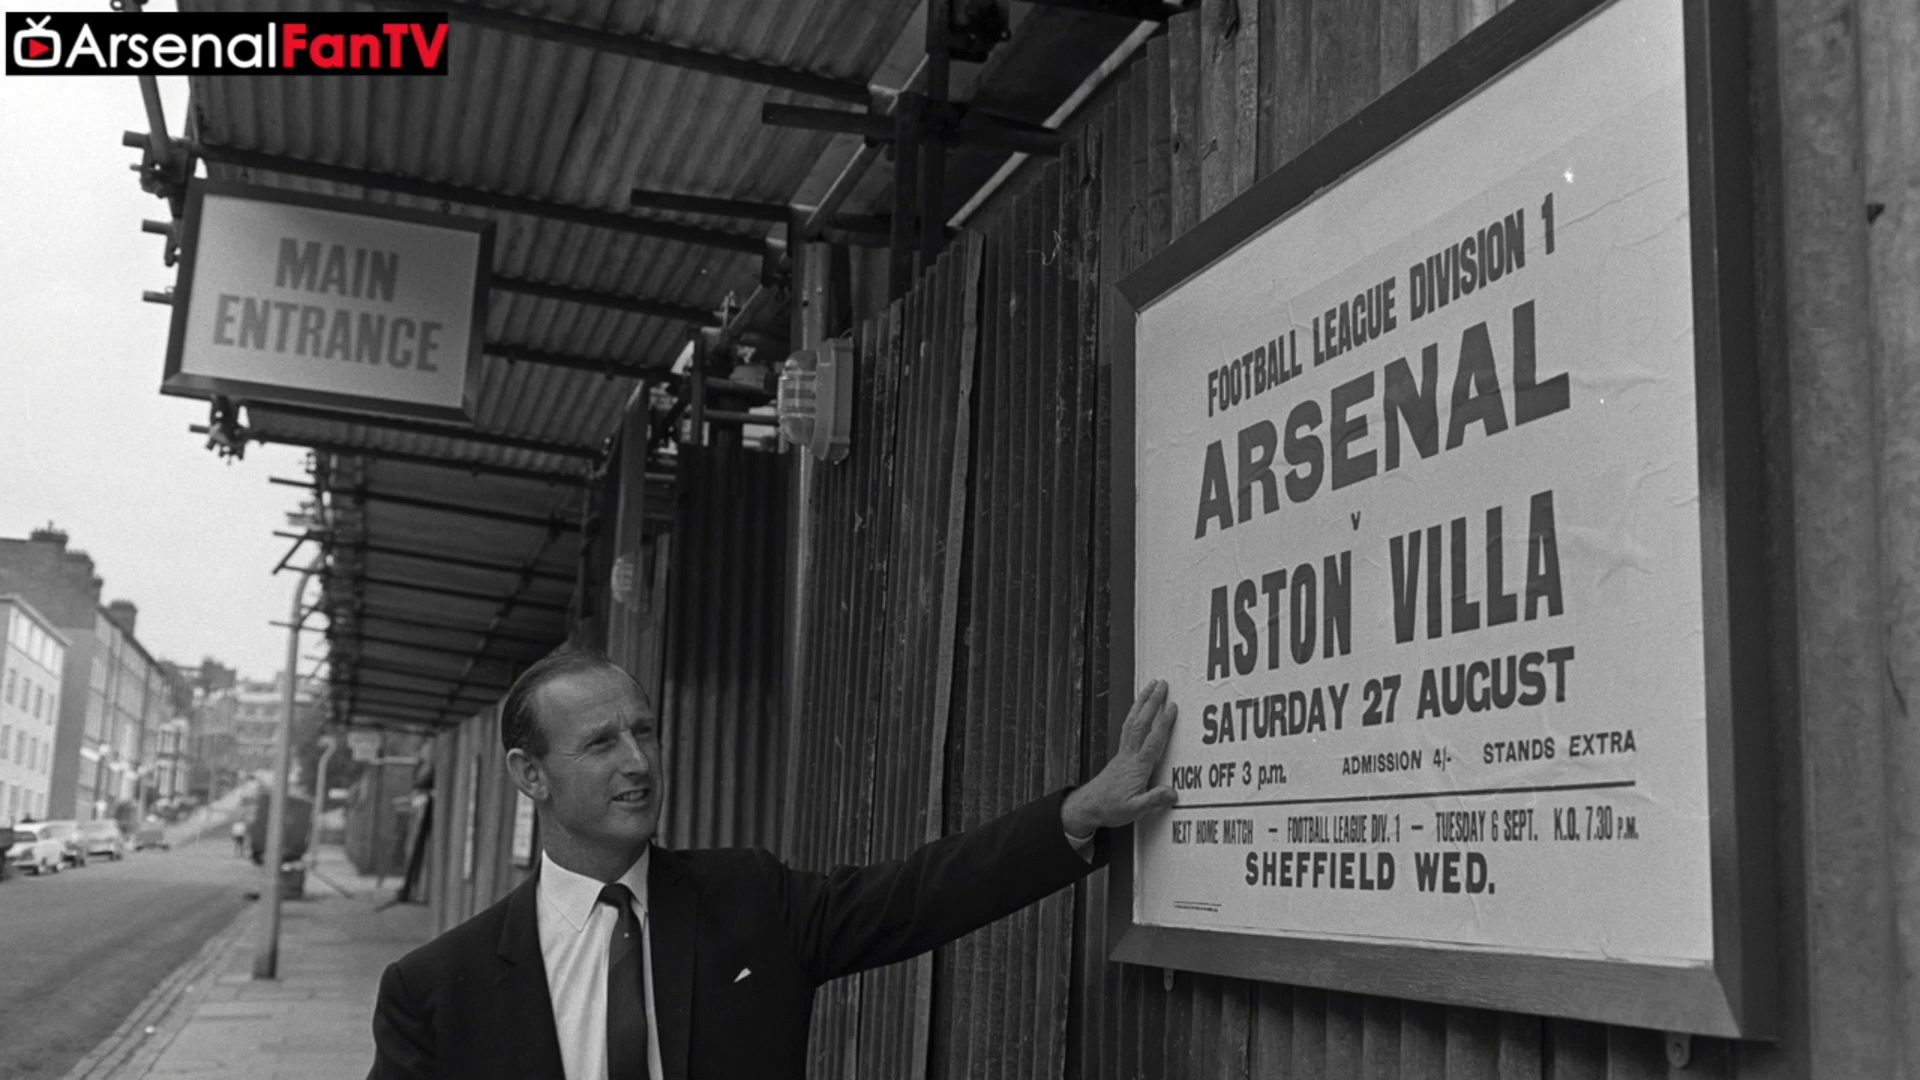 ArsenalFanTV
MAIN
ENTRANCE
FOOTBALL LEAGUE DIVISION 1
ARSENAL
v
ASTON VILLA
SATURDAY 27 AUGUST
KICK OFF 3 p.m. ADMISSION 4/- STANDS EXTRA
NEXT HOME MATCH – FOOTBALL LEAGUE DIV. 1 – TUESDAY 6 SEPT. K.O. 7.30 P.M.
SHEFFIELD WED.